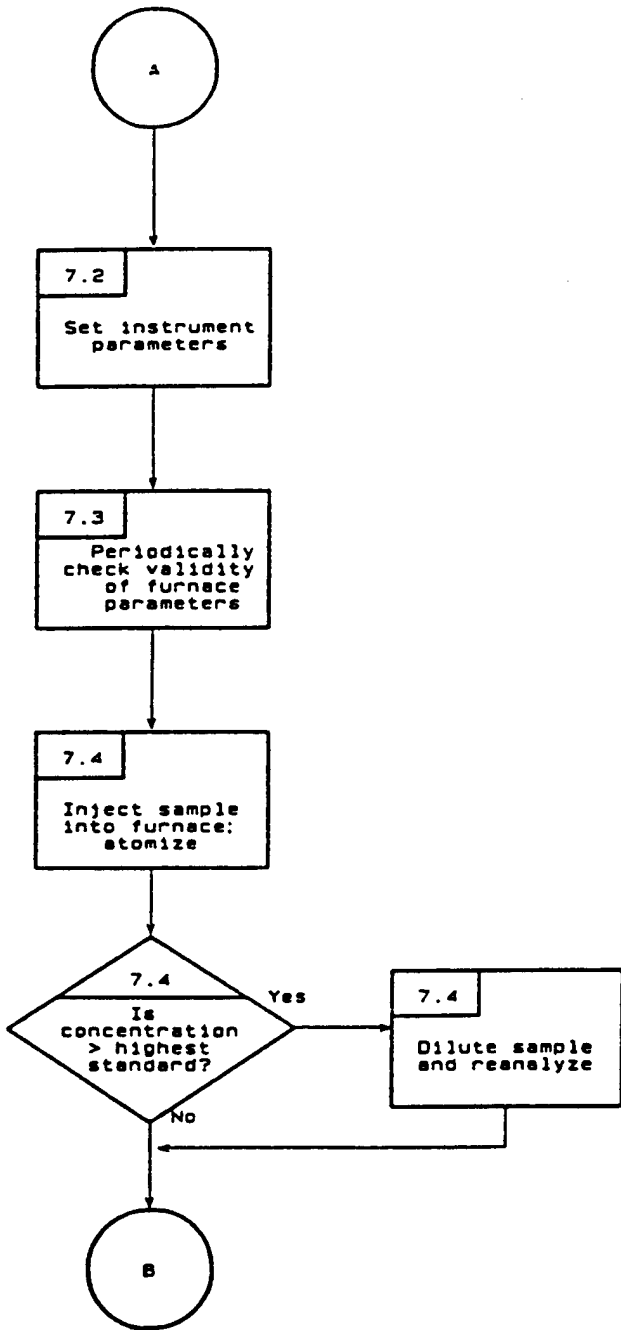 A
7.2
Set instrument
parameters
7.3
Periodically
check validity
of furnace
parameters
7.4
Inject sample
into furnace;
atomize
7.4
Is
concentration
> highest
standard?
Yes
7.4
Dilute sample
and reanalyze
No
B